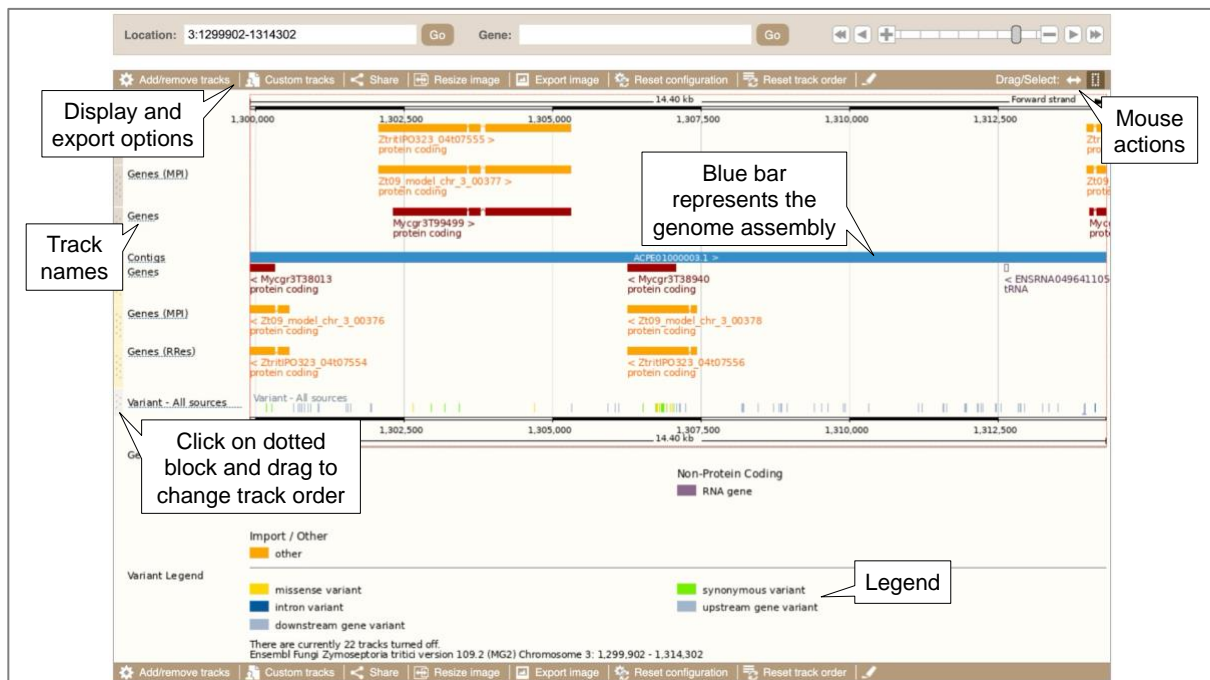 Location: 3:1299902-1314302 Go Gene: Go
Add/remove tracks Custom tracks Share Resize image Export image Reset configuration Reset track order Drag/Select:
Display and
export options
Mouse
actions
14.40 kb Forward strand
1,300,000 1,302,500 1,305,000 1,307,500 1,310,000 1,312,500
ZtritIPO323_04t07555 >
protein coding
Genes (MPI)
Zt09_model_chr_3_00377 >
protein coding
Zt09
prote
Blue bar
represents the
genome assembly
Genes
Mycgr3T99499 >
protein coding
Track
names
Contigs
ACPE01000003.1 >
Genes
< Mycgr3T38013
protein coding
< Mycgr3T38940
protein coding
< ENSRNA049641105
tRNA
Genes (MPI)
< Zt09_model_chr_3_00376
protein coding
< Zt09_model_chr_3_00378
protein coding
Genes (RRes)
< ZtritIPO323_04t07554
protein coding
< ZtritIPO323_04t07556
protein coding
Variant - All sources
Variant - All sources
1,302,500 1,305,000 1,307,500 1,310,000 1,312,500
14.40 kb
Click on dotted
block and drag to
change track order
Non-Protein Coding
RNA gene
Import / Other
other
Variant Legend
missense variant synonymous variant
intron variant upstream gene variant
downstream gene variant
Legend
There are currently 22 tracks turned off.
Ensembl Fungi Zymoseptoria tritici version 109.2 (MG2) Chromosome 3: 1,299,902 - 1,314,302
Add/remove tracks Custom tracks Share Resize image Export image Reset configuration Reset track order